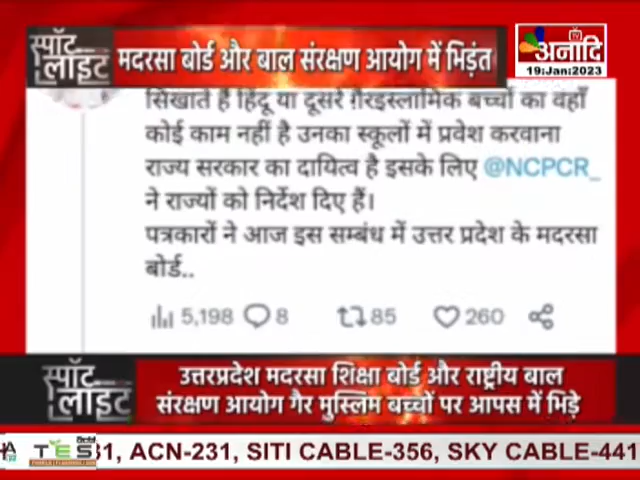 स्पॉट
लाइट
मदरसा बोर्ड और बाल संरक्षण आयोग में भिड़ंत
अनादि
TV
19:Jan:2023
सिखाते हैं हिंदू या दूसरे ग़ैरइस्लामिक बच्चों का वहाँ
कोई काम नहीं है उनका स्कूलों में प्रवेश करवाना
राज्य सरकार का दायित्व है इसके लिए @NCPCR_
ने राज्यों को निर्देश दिए हैं।
पत्रकारों ने आज इस सम्बंध में उत्तर प्रदेश के मदरसा
बोर्ड..
5,198 8 85 260
स्पॉट
लाइट
उत्तरप्रदेश मदरसा शिक्षा बोर्ड और राष्ट्रीय बाल
संरक्षण आयोग गैर मुस्लिम बच्चों पर आपस में भिड़े
TES 31, ACN-231, SITI CABLE-356, SKY CABLE-441